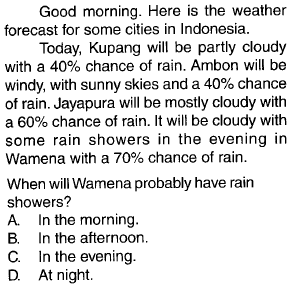 Good morning. Here is the weather
forecast for some cities in Indonesia.
Today, Kupang will be partly cloudy
with a 40% chance of rain. Ambon will be
windy, with sunny skies and a 40% chance
of rain. Jayapura will be mostly cloudy with
a 60% chance of rain. It will be cloudy with
some rain showers in the evening in
Wamena with a 70% chance of rain.
When will Wamena probably have rain
showers?
A. In the morning.
B. In the afternoon.
C. In the evening.
D. At night.